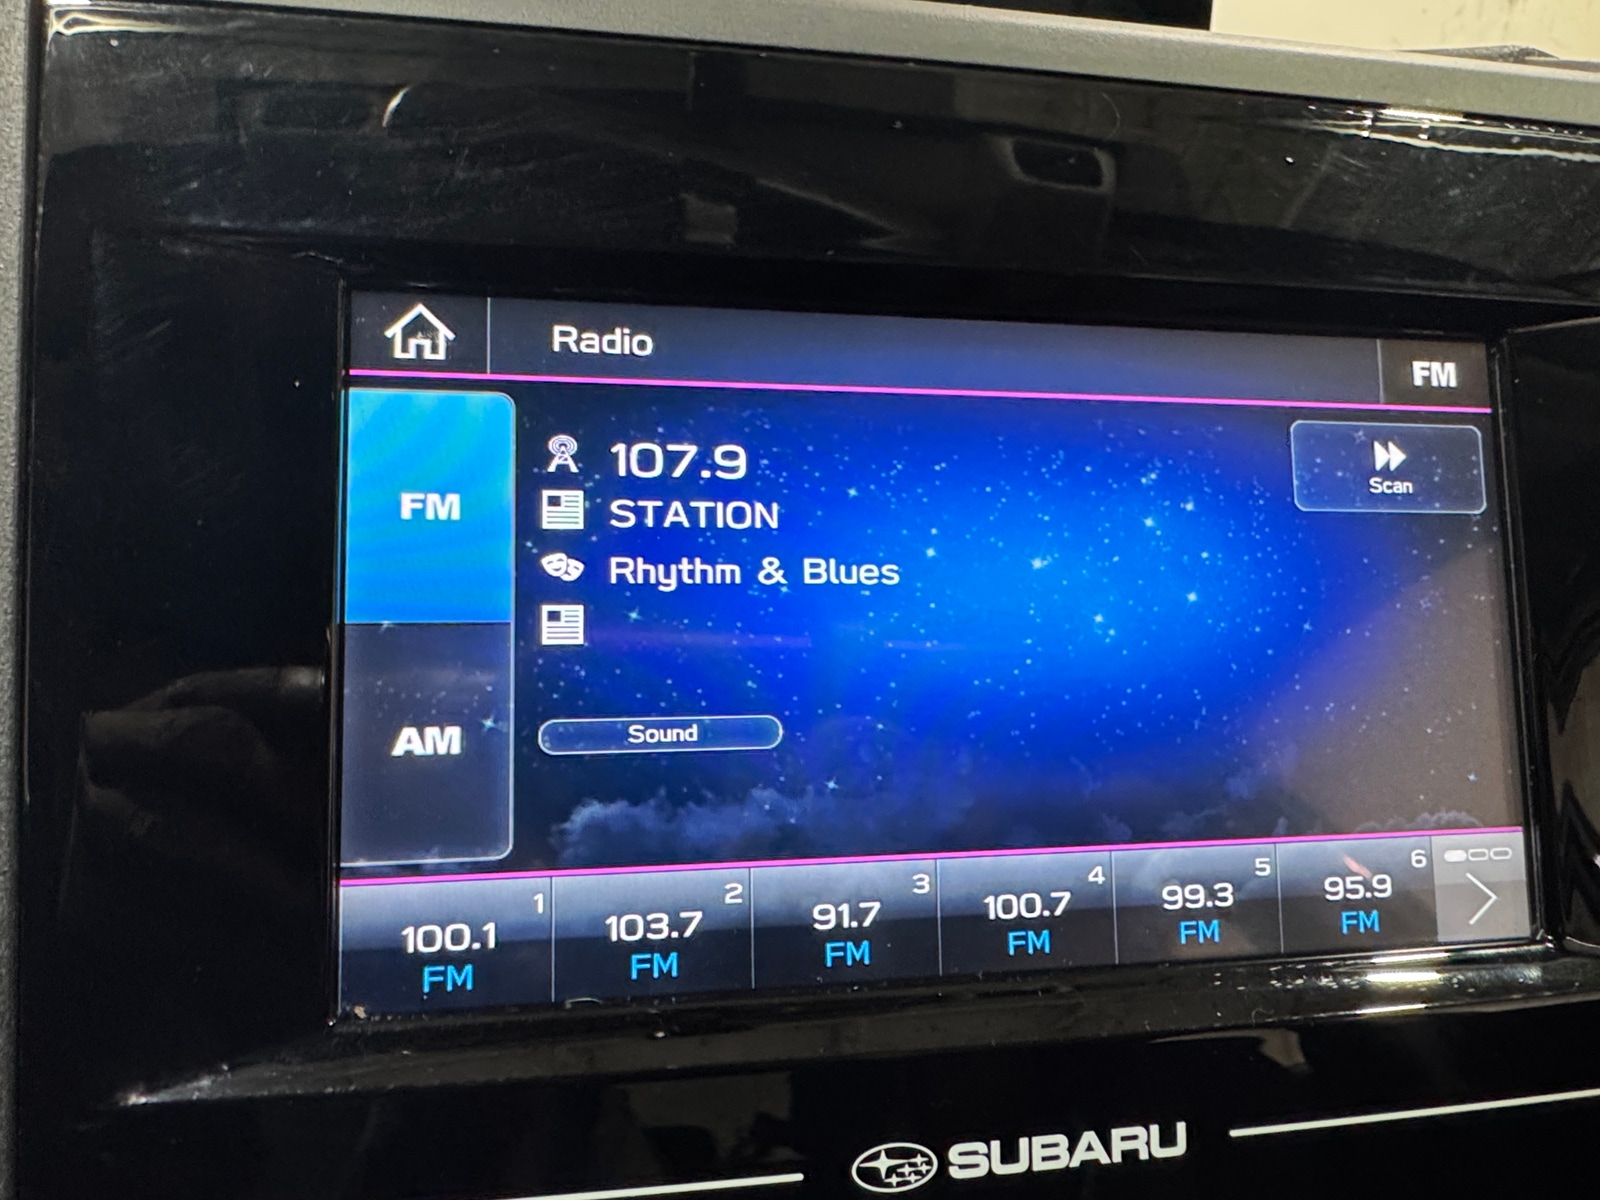 Radio
FM
FM
107.9
Scan
STATION
Rhythm & Blues
AM
Sound
1
100.1
FM
2
103.7
FM
3
91.7
FM
4
100.7
FM
5
99.3
FM
6
95.9
FM
SUBARU